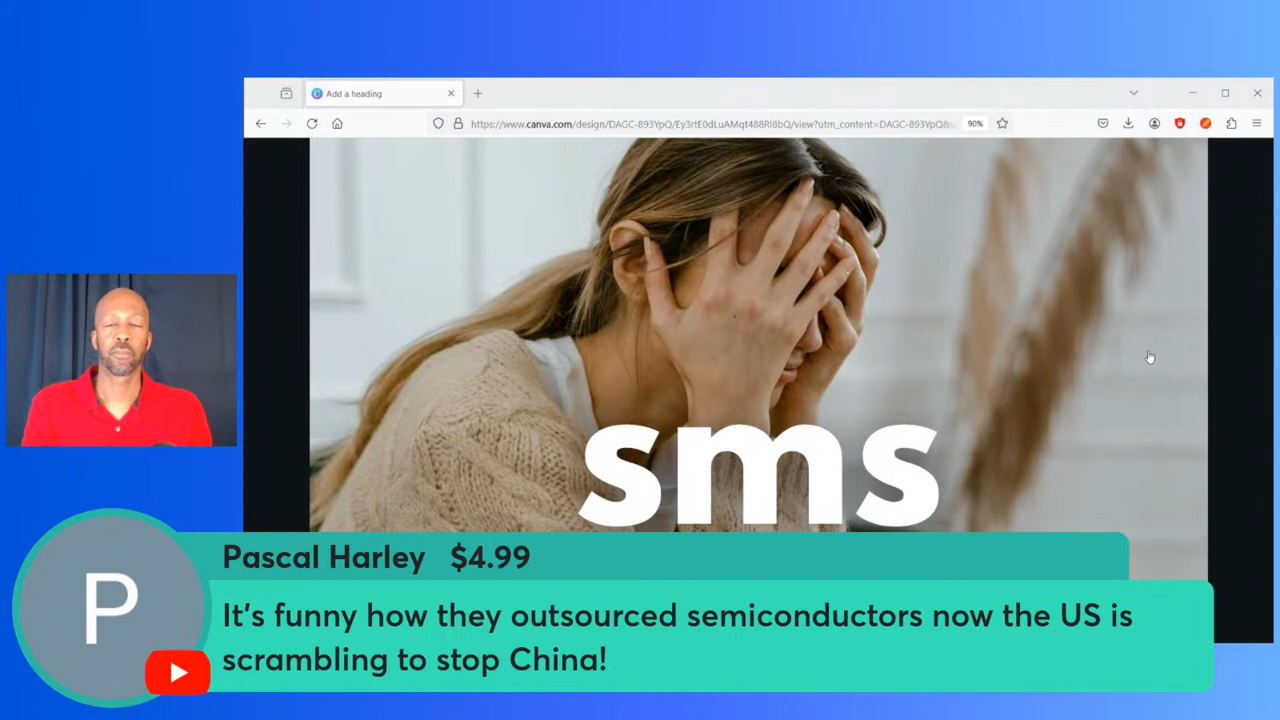 Add a heading
https://www.canva.com/design/DAGC-893YpQ/Ey3rtE0dLuAMqt488Rl8bQ/view?utm_content=DAGC-893YpQ&
90%
sms
P
Pascal Harley $4.99
It's funny how they outsourced semiconductors now the US is
scrambling to stop China!